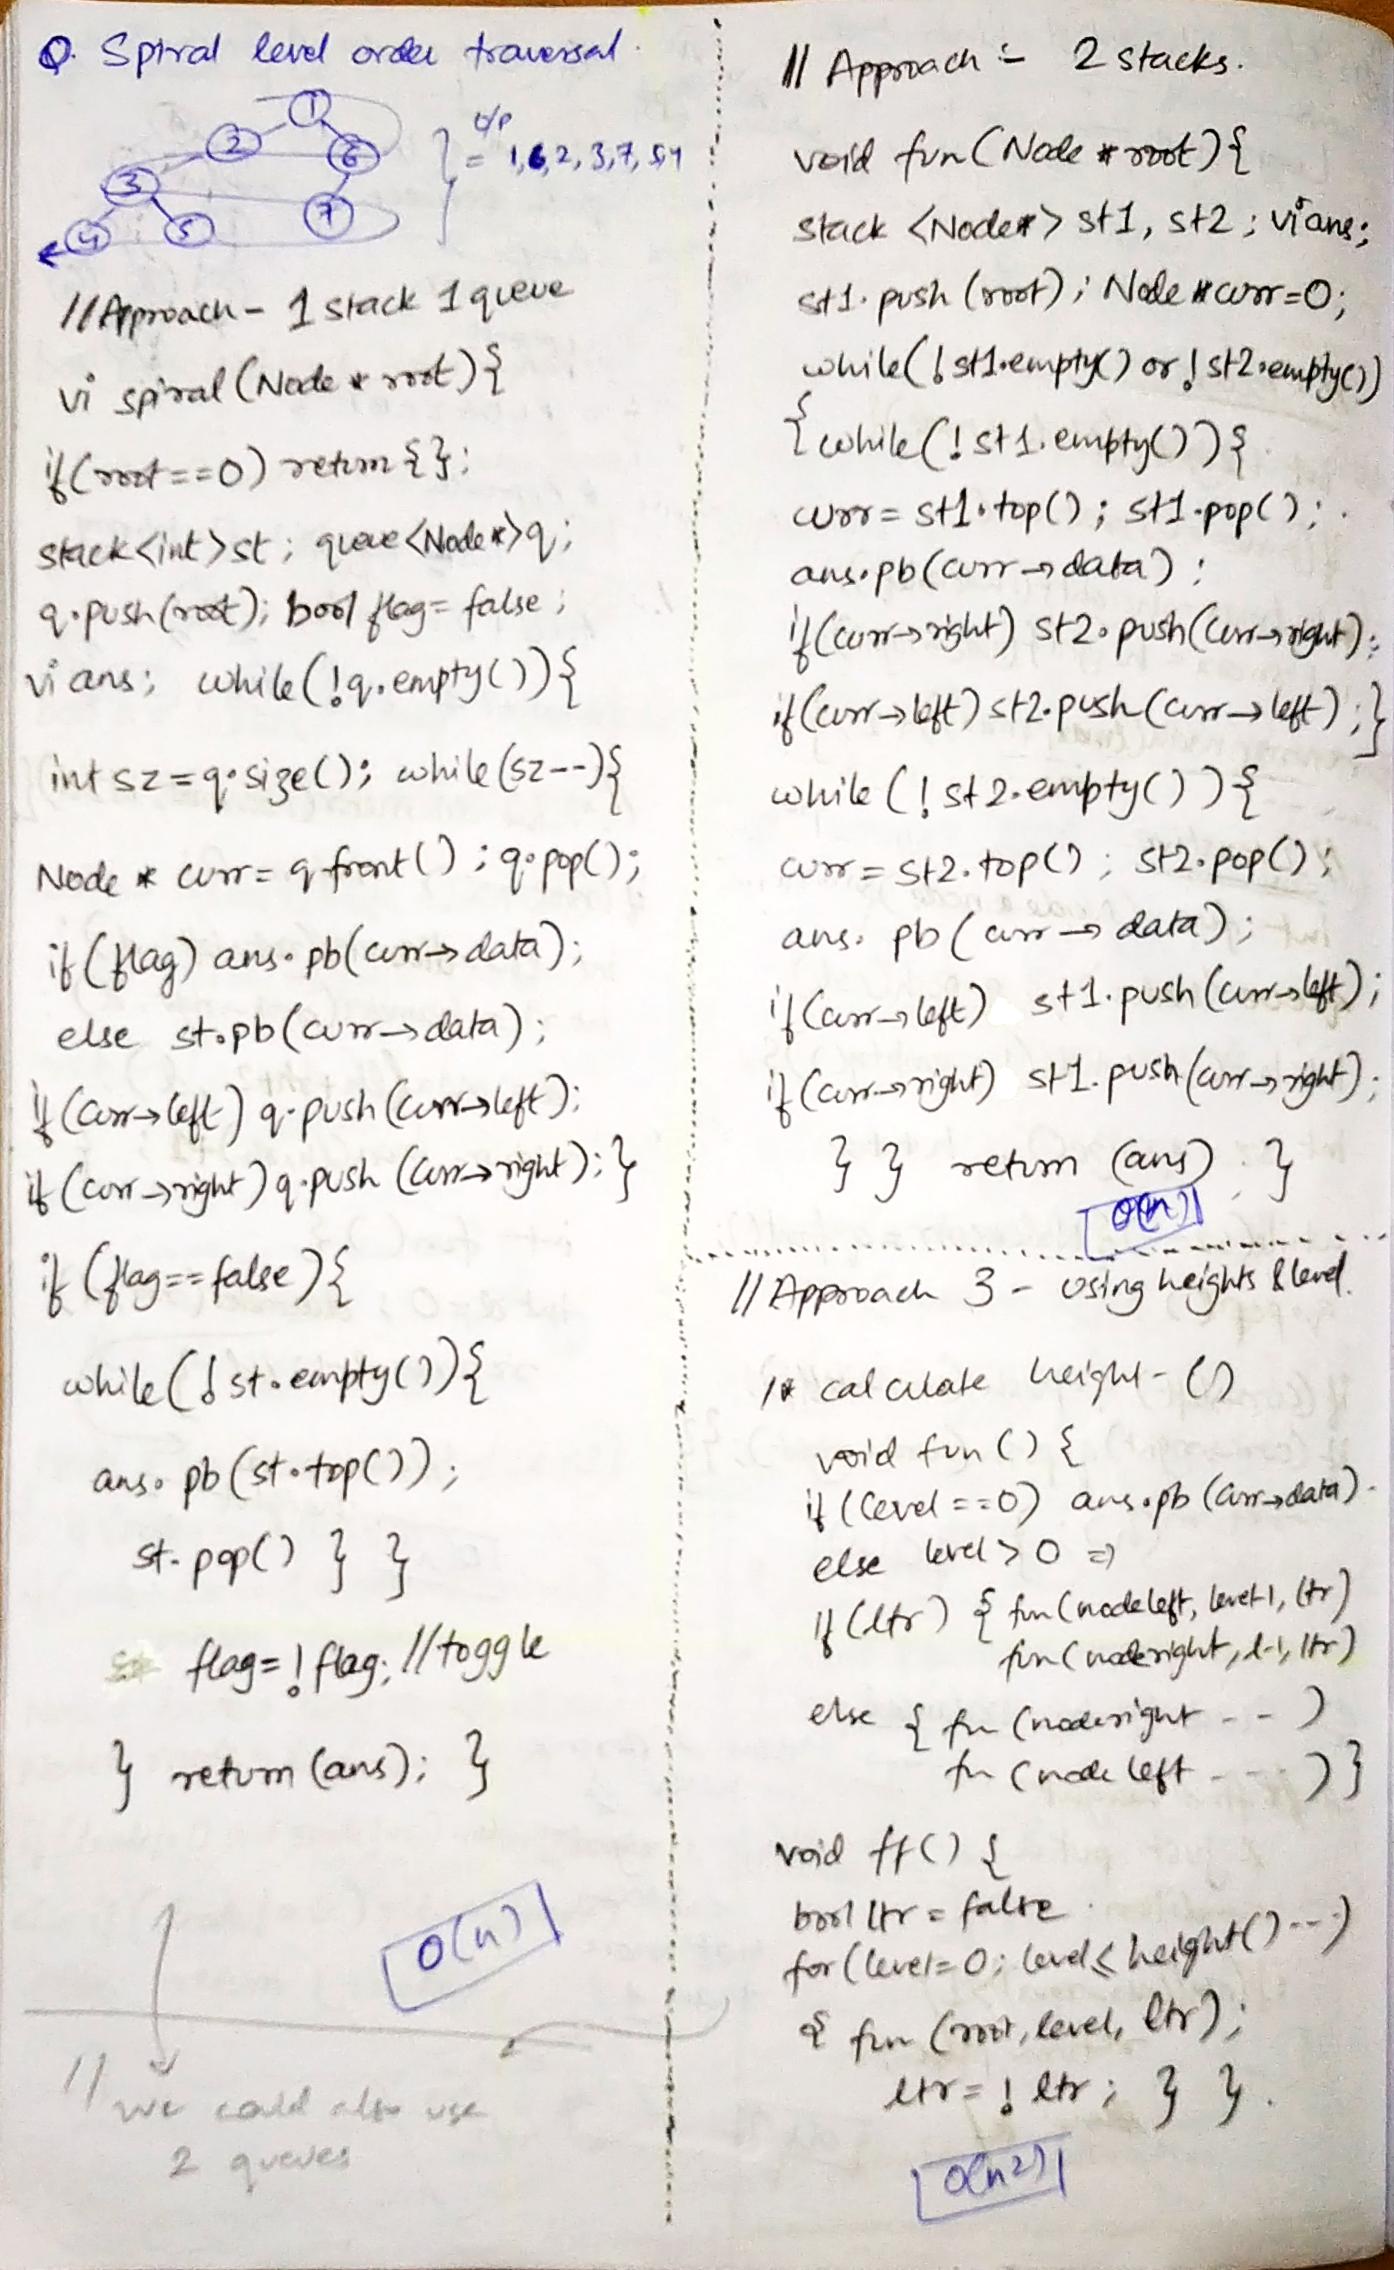 Q. Spiral level order traversal.
1
2
6
3
7
4
5
o/p
= 1,6,2,3,7,5,4
//Approach - 1 stack 1 queue
vi spiral (Node * root) {
if (root==0) return {};
stack<int>st; queue<Node*>q;
q.push(root); bool flag= false;
vi ans; while(!q.empty()){
int sz=q.size(); while(sz--){
Node * curr= q.front(); q.pop();
if (flag) ans.pb(curr→data);
else st.pb(curr→data);
if (curr→left) q.push(curr→left);
if (curr→right) q.push (curr→right); }
if (flag==false){
while(!st.empty()){
ans.pb(st.top());
st.pop() } }
flag=!flag; //toggle
} return (ans); }
O(n)
// we could also use
2 queues
// Approach :- 2 stacks.
void fun (Node * root) {
stack <Node*> st1, st2; vi ans;
st1.push (root); Node *curr=0;
while(!st1.empty() or !st2.empty())
{ while(!st1.empty()){
curr= st1.top(); st1.pop();
ans.pb(curr→data);
if(curr→right) st2.push(curr→right);
if(curr→left) st2.push(curr→left); }
while (!st2.empty()) {
curr= st2.top(); st2.pop();
ans. pb (curr→data);
if(curr→left) st1.push(curr→left);
if (curr→right) st1.push(curr→right);
} } return (ans) ; }
O(n)
// Approach 3 - using heights & level.
/* calculate height - ()
void fun () {
if (level ==0) ans.pb (curr→data).
else level > 0 ⇒
if (ltr) { fun (node left, level-1, ltr)
fun (node right, l-1, ltr)
else { fn (node right - - )
fn (node left - - - ) }
void ff() {
bool ltr = false
for (level=0; level≤ height() ---)
{ fun (root, level, ltr);
ltr= ! ltr; } }.
O(n2)